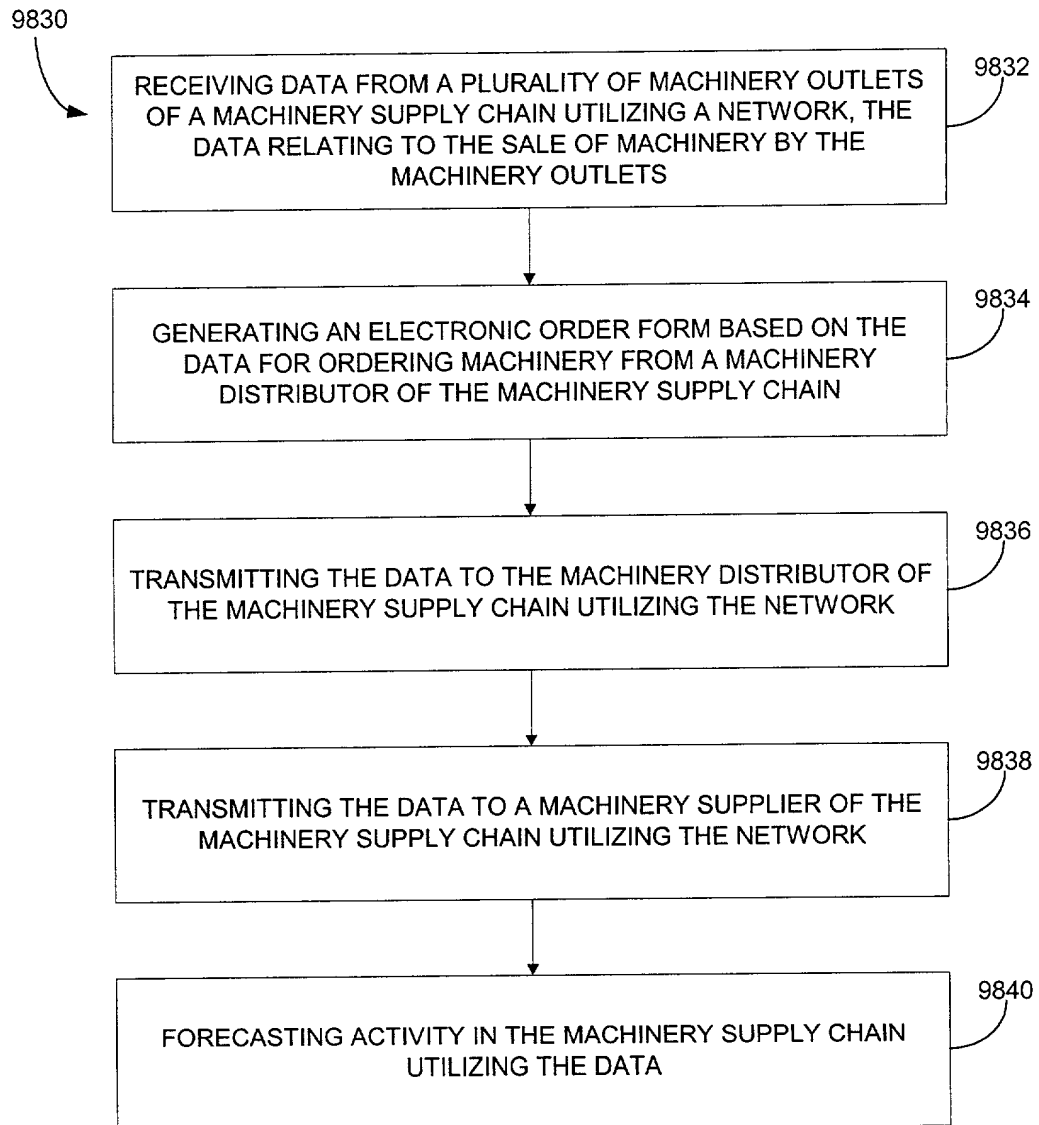 9830
RECEIVING DATA FROM A PLURALITY OF MACHINERY OUTLETS
OF A MACHINERY SUPPLY CHAIN UTILIZING A NETWORK, THE
DATA RELATING TO THE SALE OF MACHINERY BY THE
MACHINERY OUTLETS
9832
GENERATING AN ELECTRONIC ORDER FORM BASED ON THE
DATA FOR ORDERING MACHINERY FROM A MACHINERY
DISTRIBUTOR OF THE MACHINERY SUPPLY CHAIN
9834
TRANSMITTING THE DATA TO THE MACHINERY DISTRIBUTOR OF
THE MACHINERY SUPPLY CHAIN UTILIZING THE NETWORK
9836
TRANSMITTING THE DATA TO A MACHINERY SUPPLIER OF THE
MACHINERY SUPPLY CHAIN UTILIZING THE NETWORK
9838
FORECASTING ACTIVITY IN THE MACHINERY SUPPLY CHAIN
UTILIZING THE DATA
9840